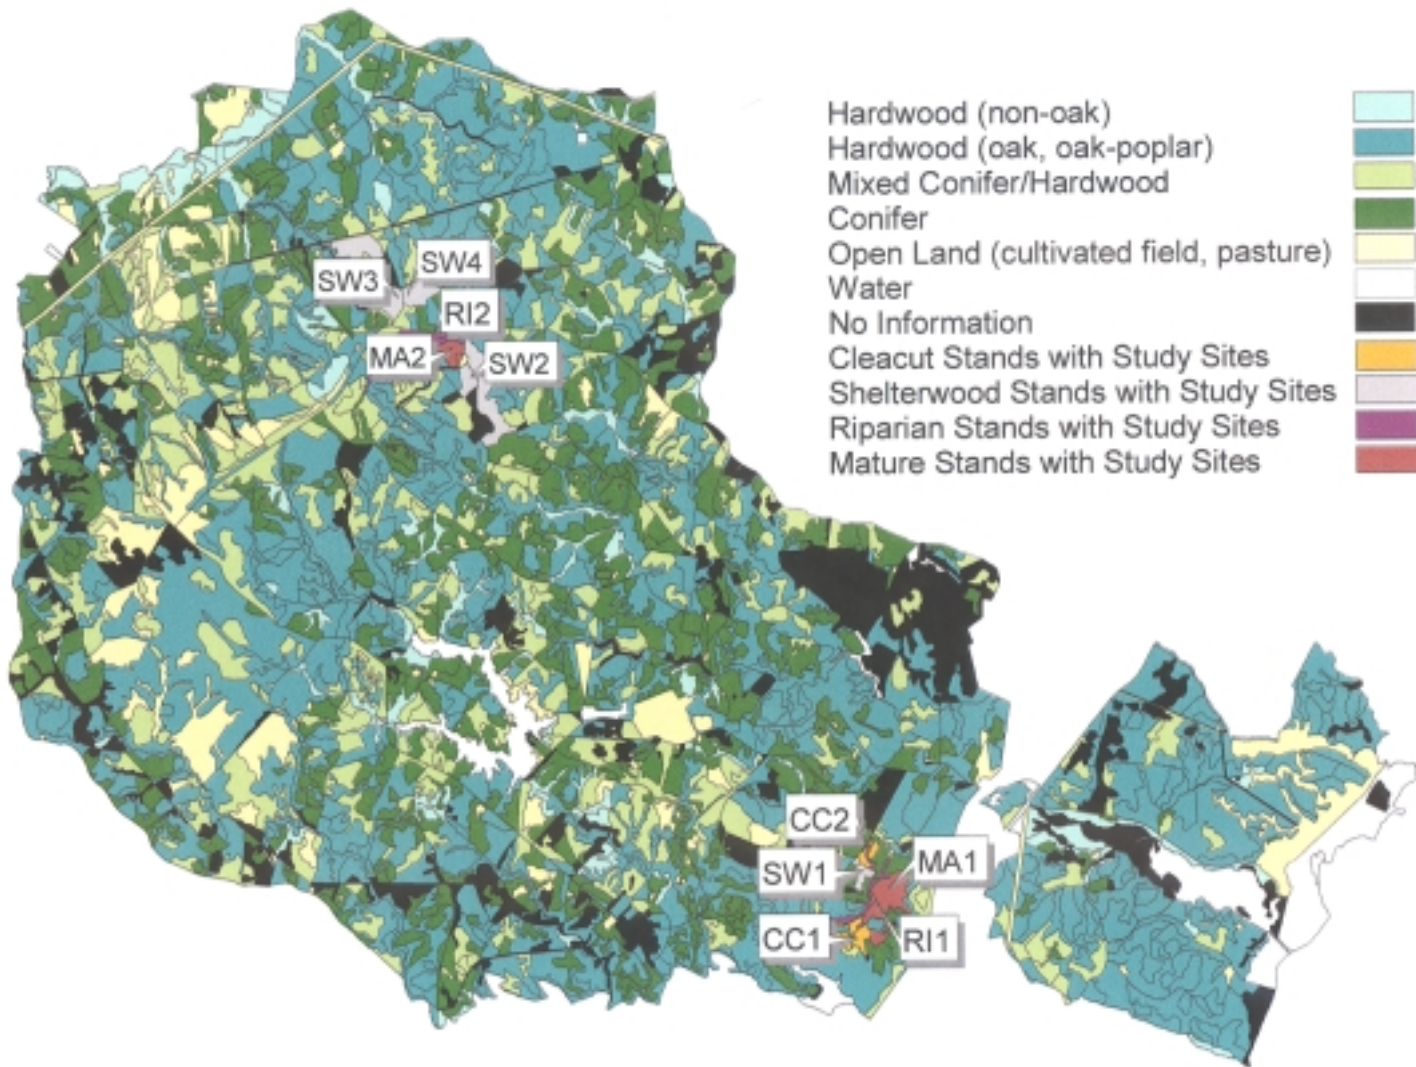 Hardwood (non-oak)
Hardwood (oak, oak-poplar)
Mixed Conifer/Hardwood
Conifer
Open Land (cultivated field, pasture)
Water
No Information
Cleacut Stands with Study Sites
Shelterwood Stands with Study Sites
Riparian Stands with Study Sites
Mature Stands with Study Sites
SW3
SW4
RI2
MA2
SW2
CC2
SW1
MA1
CC1
RI1